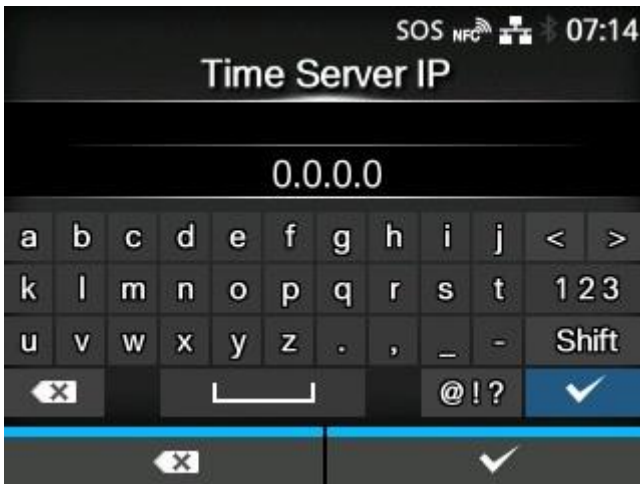 SOS NFC 07:14
Time Server IP
0.0.0.0
a b c d e f g h i j < >
k l m n o p q r s t 123
u v w x y z . , _ - Shift
@!?